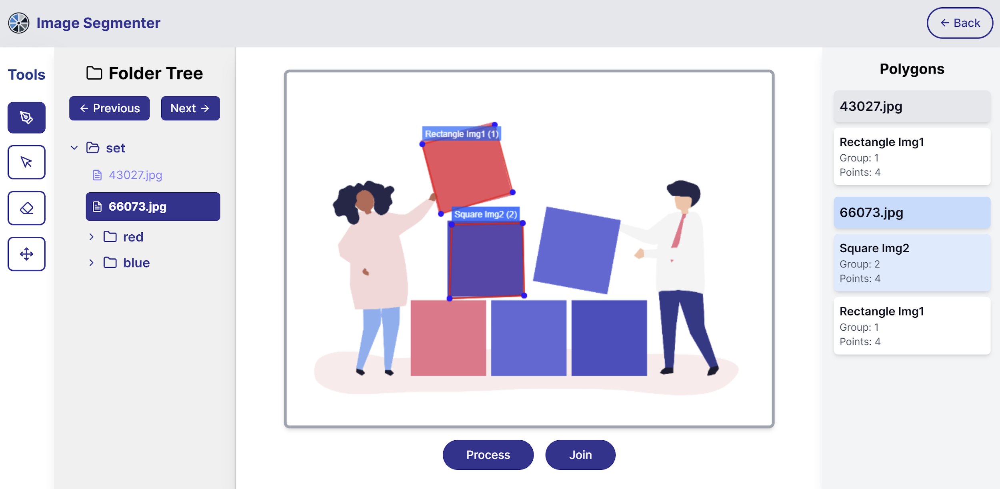 Image Segmenter
← Back
Tools
Folder Tree
← Previous
Next →
set
43027.jpg
66073.jpg
red
blue
Rectangle Img1 (1)
Square Img2 (2)
Process
Join
Polygons
43027.jpg
Rectangle Img1
Group: 1
Points: 4
66073.jpg
Square Img2
Group: 2
Points: 4
Rectangle Img1
Group: 1
Points: 4